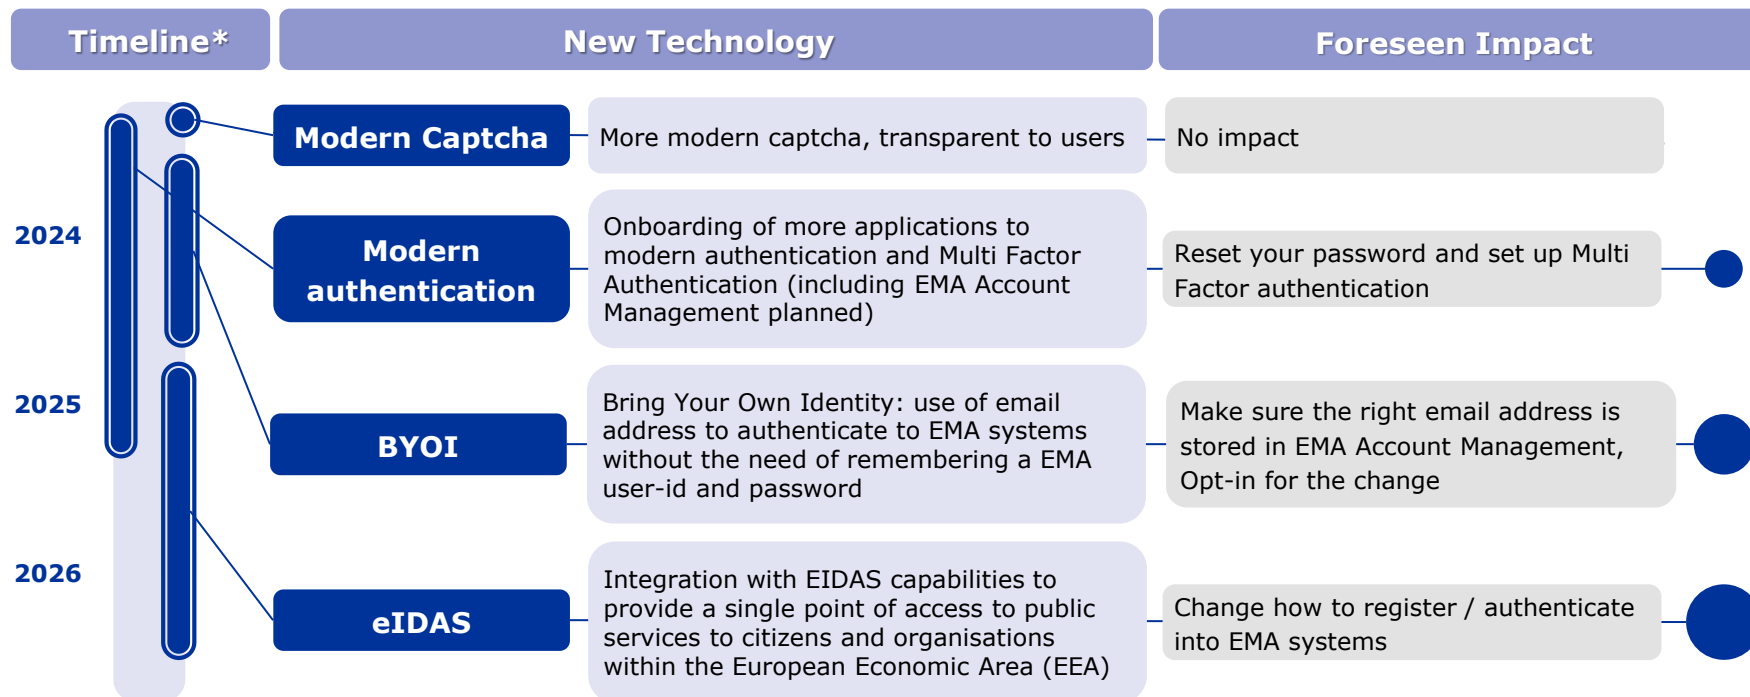 Timeline*
New Technology
Foreseen Impact
Modern Captcha
More modern captcha, transparent to users
No impact
2024
Modern
authentication
Onboarding of more applications to
modern authentication and Multi Factor
Authentication (including EMA Account
Management planned)
Reset your password and set up Multi
Factor authentication
2025
BYOI
Bring Your Own Identity: use of email
address to authenticate to EMA systems
without the need of remembering a EMA
user-id and password
Make sure the right email address is
stored in EMA Account Management,
Opt-in for the change
2026
eIDAS
Integration with EIDAS capabilities to
provide a single point of access to public
services to citizens and organisations
within the European Economic Area (EEA)
Change how to register / authenticate
into EMA systems